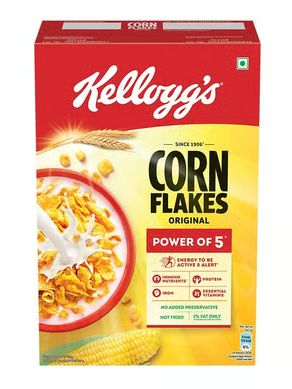 Kellogg's
SINCE 1906*
CORN
FLAKES
ORIGINAL
POWER OF 5*
ENERGY TO BE
ACTIVE & ALERT
IMMUNO
NUTRIENTS
PROTEIN
IRON
ESSENTIAL
VITAMINS
NO ADDED PRESERVATIVE
NOT FRIED
2% FAT ONLY